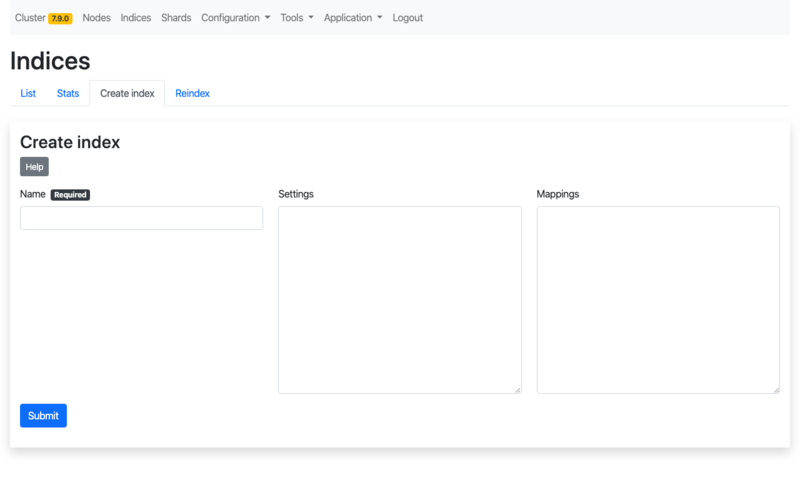 Cluster 7.9.0 Nodes Indices Shards Configuration Tools Application Logout
Indices
List Stats Create index Reindex
Create index
Help
Name Required Settings Mappings
Submit